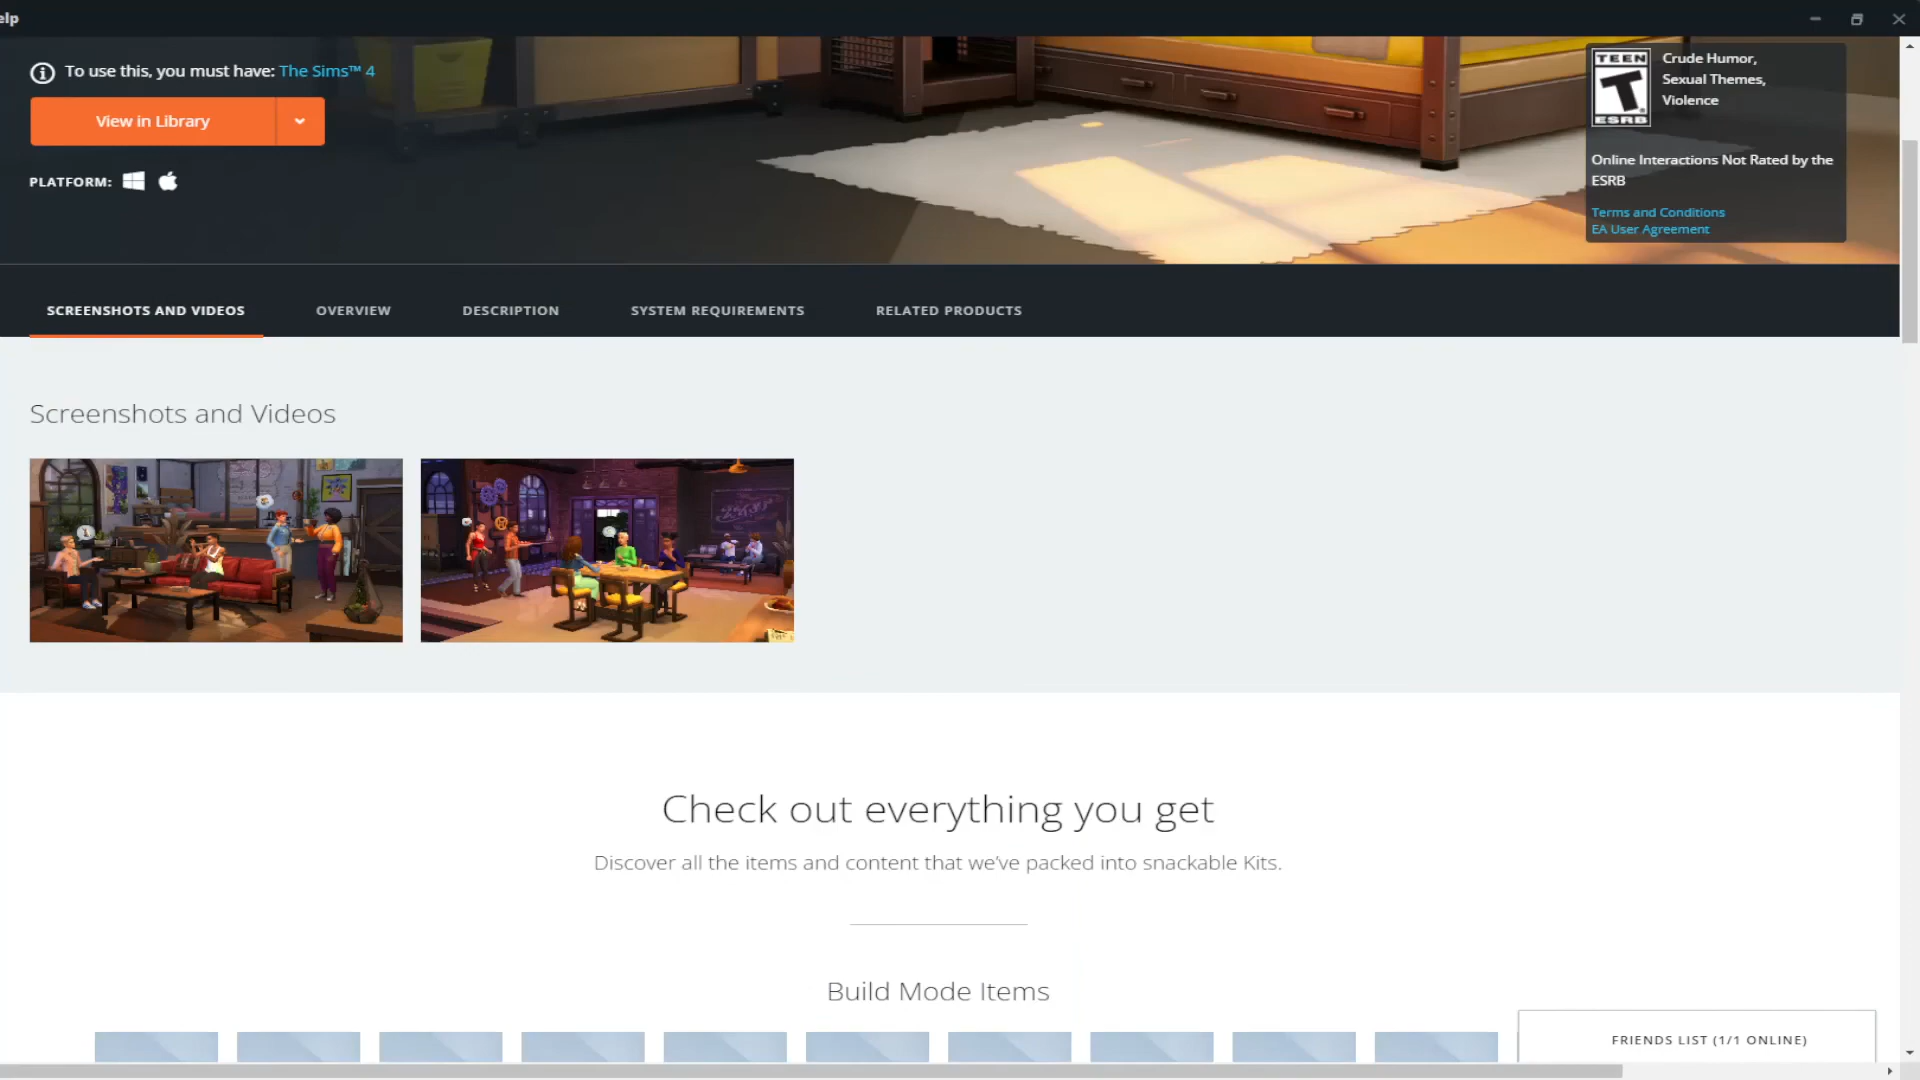 elp
To use this, you must have: The Sims™ 4
View in Library
PLATFORM:
TEEN
T
ESRB
Crude Humor,
Sexual Themes,
Violence
Online Interactions Not Rated by the
ESRB
Terms and Conditions
EA User Agreement
SCREENSHOTS AND VIDEOS
OVERVIEW
DESCRIPTION
SYSTEM REQUIREMENTS
RELATED PRODUCTS
Screenshots and Videos
Check out everything you get
Discover all the items and content that we've packed into snackable Kits.
Build Mode Items
FRIENDS LIST (1/1 ONLINE)